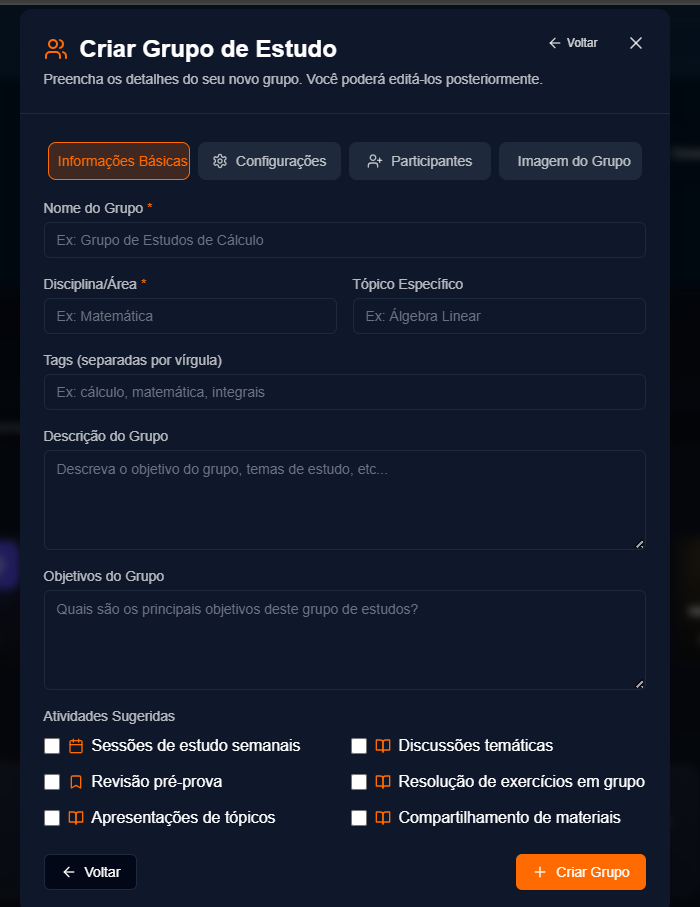 Criar Grupo de Estudo
Voltar
Preencha os detalhes do seu novo grupo. Você poderá editá-los posteriormente.
Informações Básicas
Configurações
Participantes
Imagem do Grupo
Nome do Grupo *
Ex: Grupo de Estudos de Cálculo
Disciplina/Área *
Tópico Específico
Ex: Matemática
Ex: Álgebra Linear
Tags (separadas por vírgula)
Ex: cálculo, matemática, integrais
Descrição do Grupo
Descreva o objetivo do grupo, temas de estudo, etc...
Objetivos do Grupo
Quais são os principais objetivos deste grupo de estudos?
Atividades Sugeridas
Sessões de estudo semanais
Discussões temáticas
Revisão pré-prova
Resolução de exercícios em grupo
Apresentações de tópicos
Compartilhamento de materiais
Voltar
Criar Grupo